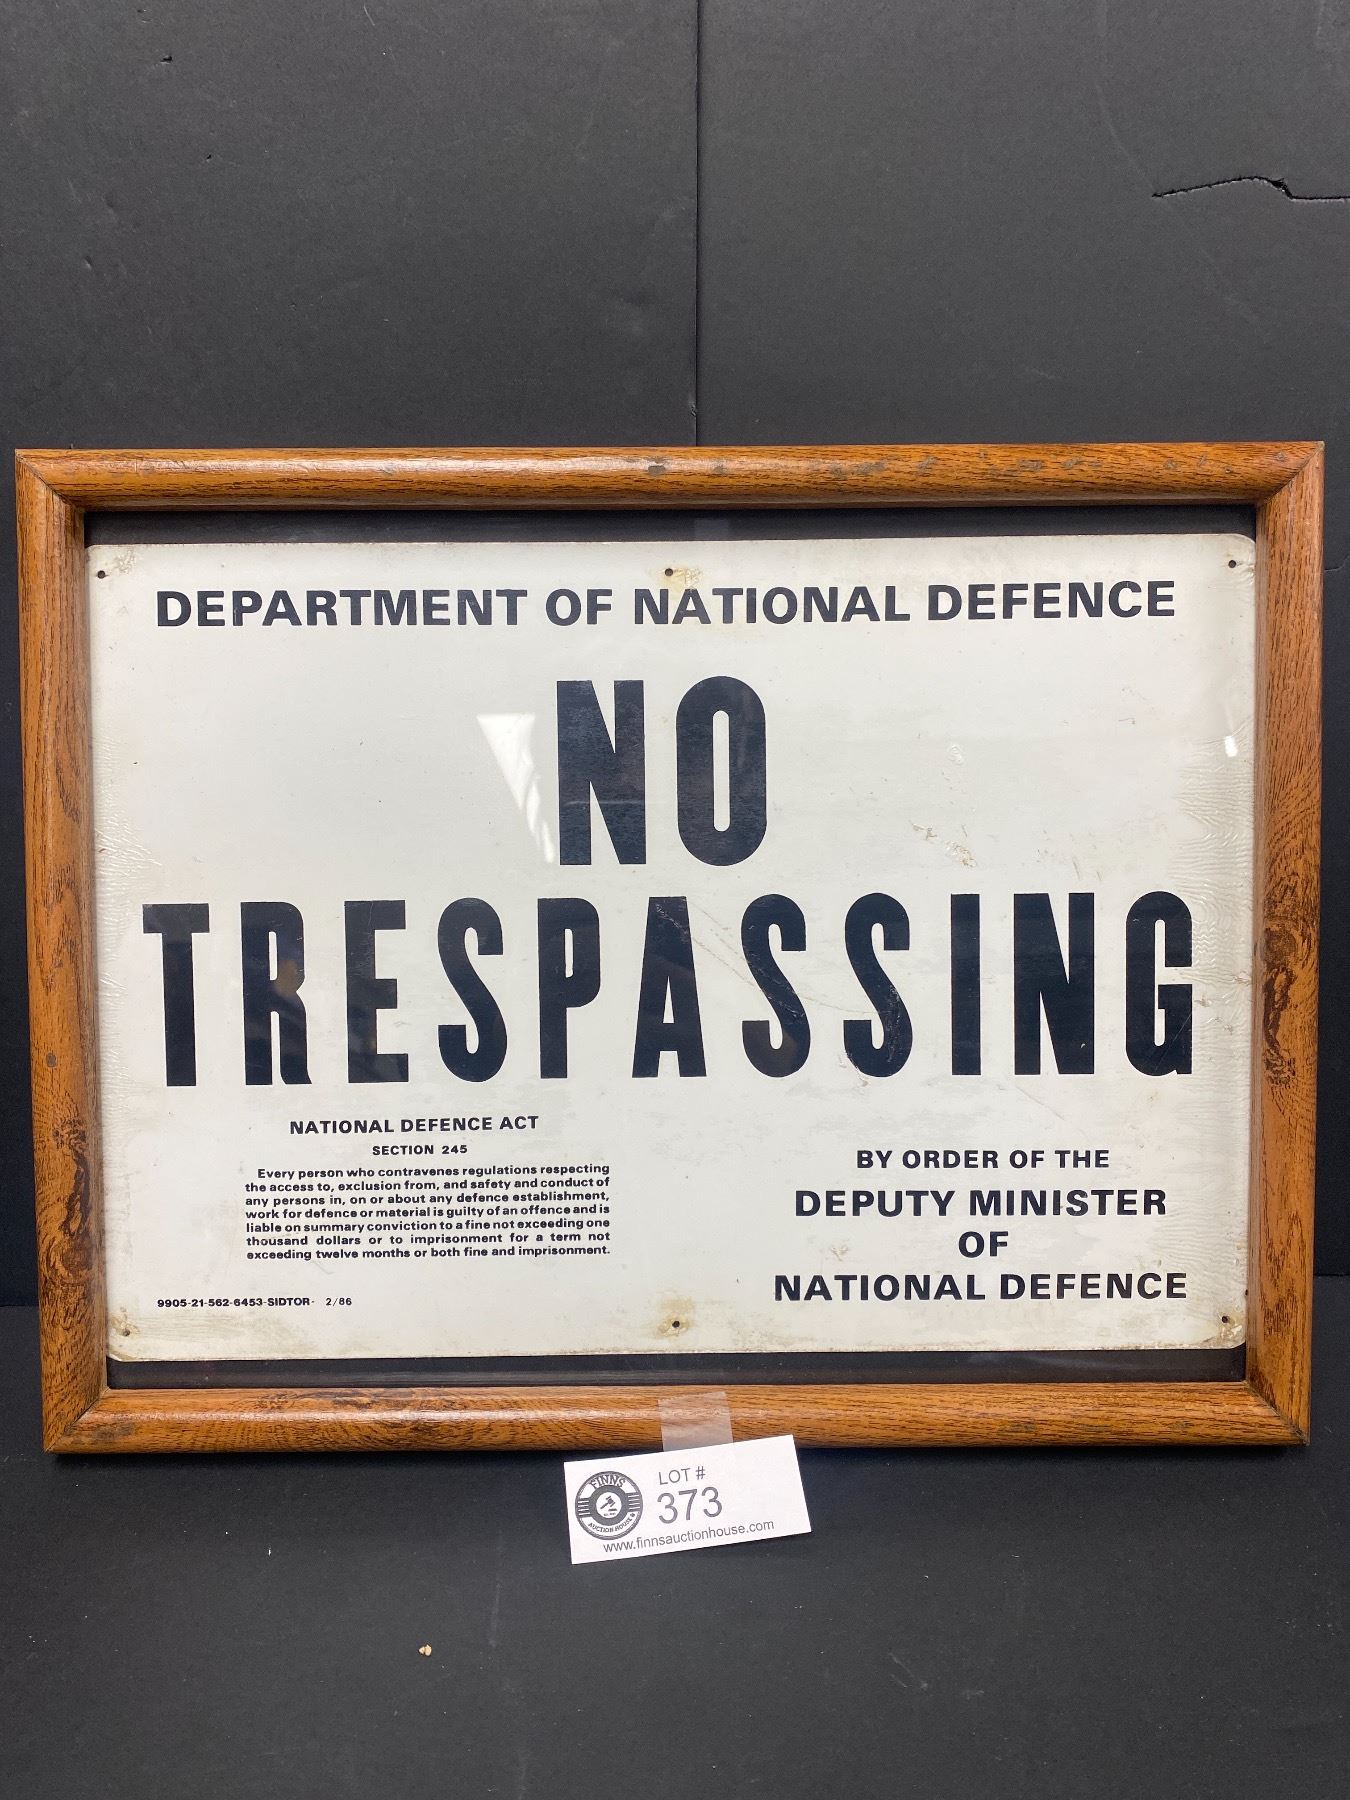 DEPARTMENT OF NATIONAL DEFENCE
NO
TRESPASSING
NATIONAL DEFENCE ACT
SECTION 245
Every person who contravenes regulations respecting
the access to, exclusion from, and safety and conduct of
any persons in, on or about any defence establishment,
work for defence or material is guilty of an offence and is
liable on summary conviction to a fine not exceeding one
thousand dollars or to imprisonment for a term not
exceeding twelve months or both fine and imprisonment.
9905-21-562-6453-SIDTOR- 2/86
BY ORDER OF THE
DEPUTY MINISTER
OF
NATIONAL DEFENCE
FINNS
AUCTION HOUSE
LOT #
373
www.finnsauctionhouse.com